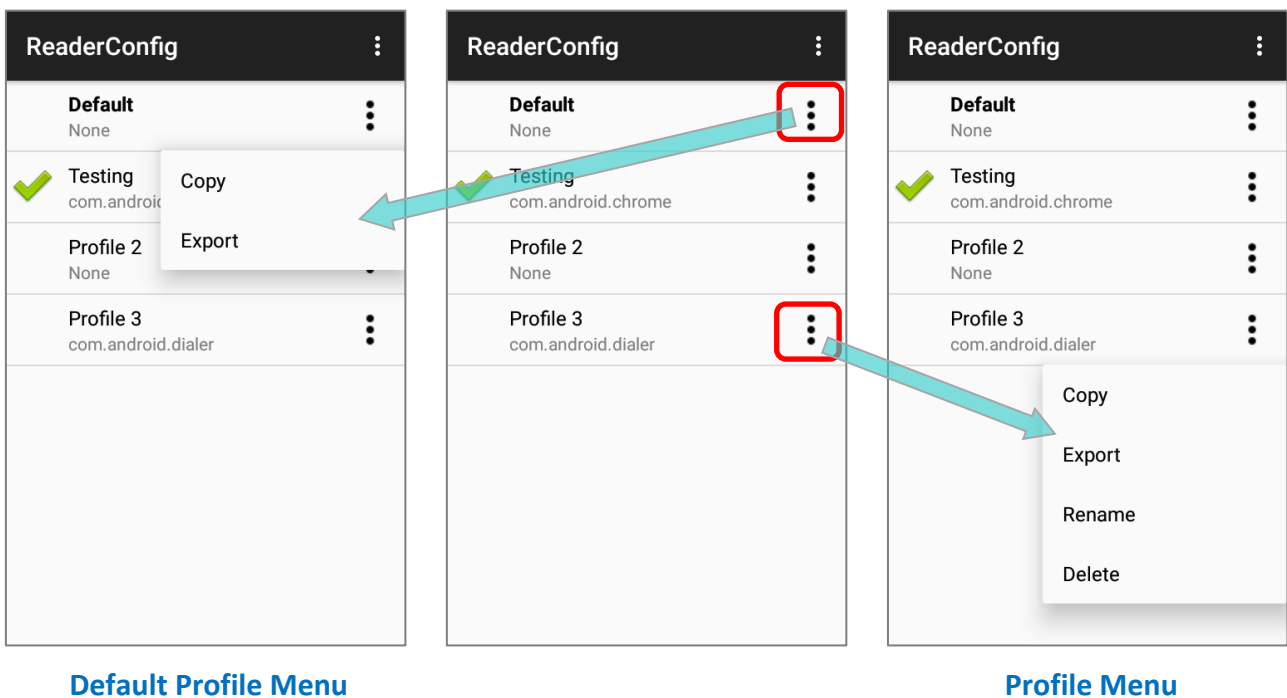 ReaderConfig
Default
None
Testing
com.androic
Profile 2
None
Profile 3
com.android.dialer
Copy
Export
Default Profile Menu
ReaderConfig
Default
None
Testing
com.android.chrome
Profile 2
None
Profile 3
com.android.dialer
ReaderConfig
Default
None
Testing
com.android.chrome
Profile 2
None
Profile 3
com.android.dialer
Copy
Export
Rename
Delete
Profile Menu